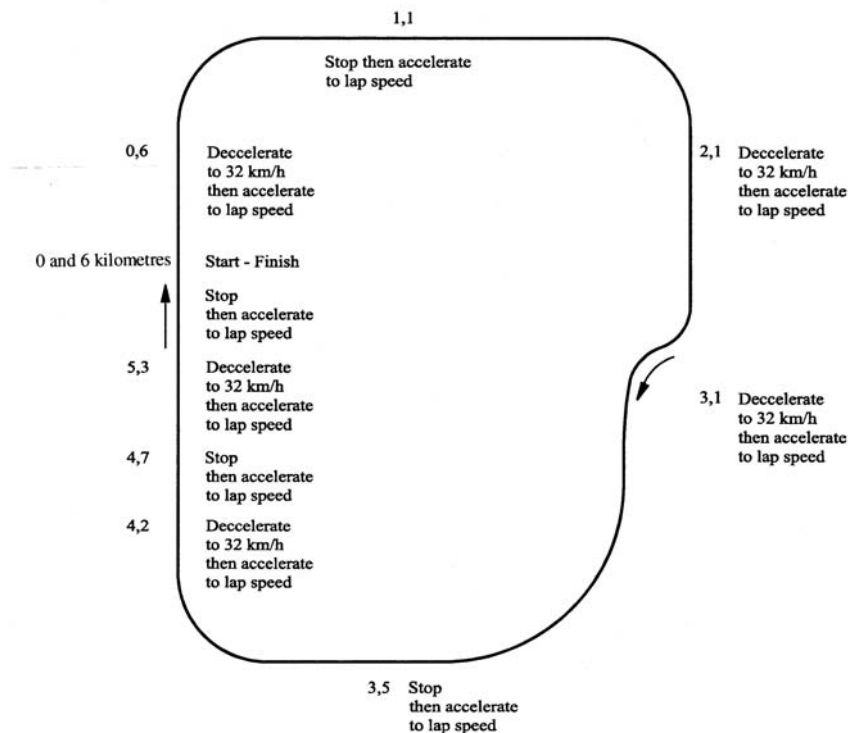 1,1
Stop then accelerate
to lap speed
0,6
Deccelerate
to 32 km/h
then accelerate
to lap speed
2,1
Deccelerate
to 32 km/h
then accelerate
to lap speed
0 and 6 kilometres
Start - Finish
Stop
then accelerate
to lap speed
5,3
Deccelerate
to 32 km/h
then accelerate
to lap speed
3,1
Deccelerate
to 32 km/h
then accelerate
to lap speed
4,7
Stop
then accelerate
to lap speed
4,2
Deccelerate
to 32 km/h
then accelerate
to lap speed
3,5
Stop
then accelerate
to lap speed